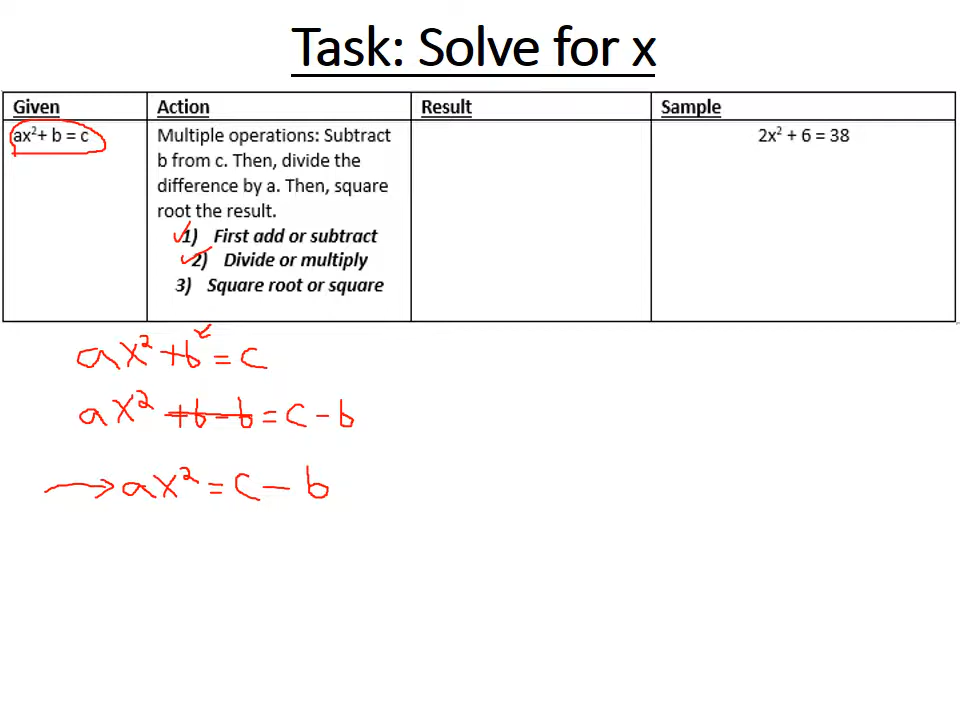 Task: Solve for x
Given Action Result Sample
ax²+ b = c
Multiple operations: Subtract
b from c. Then, divide the
difference by a. Then, square
root the result.
1) First add or subtract
2) Divide or multiply
3) Square root or square
2x² + 6 = 38
ax² +b = c
ax² +b - b = c - b
→ ax² = c - b